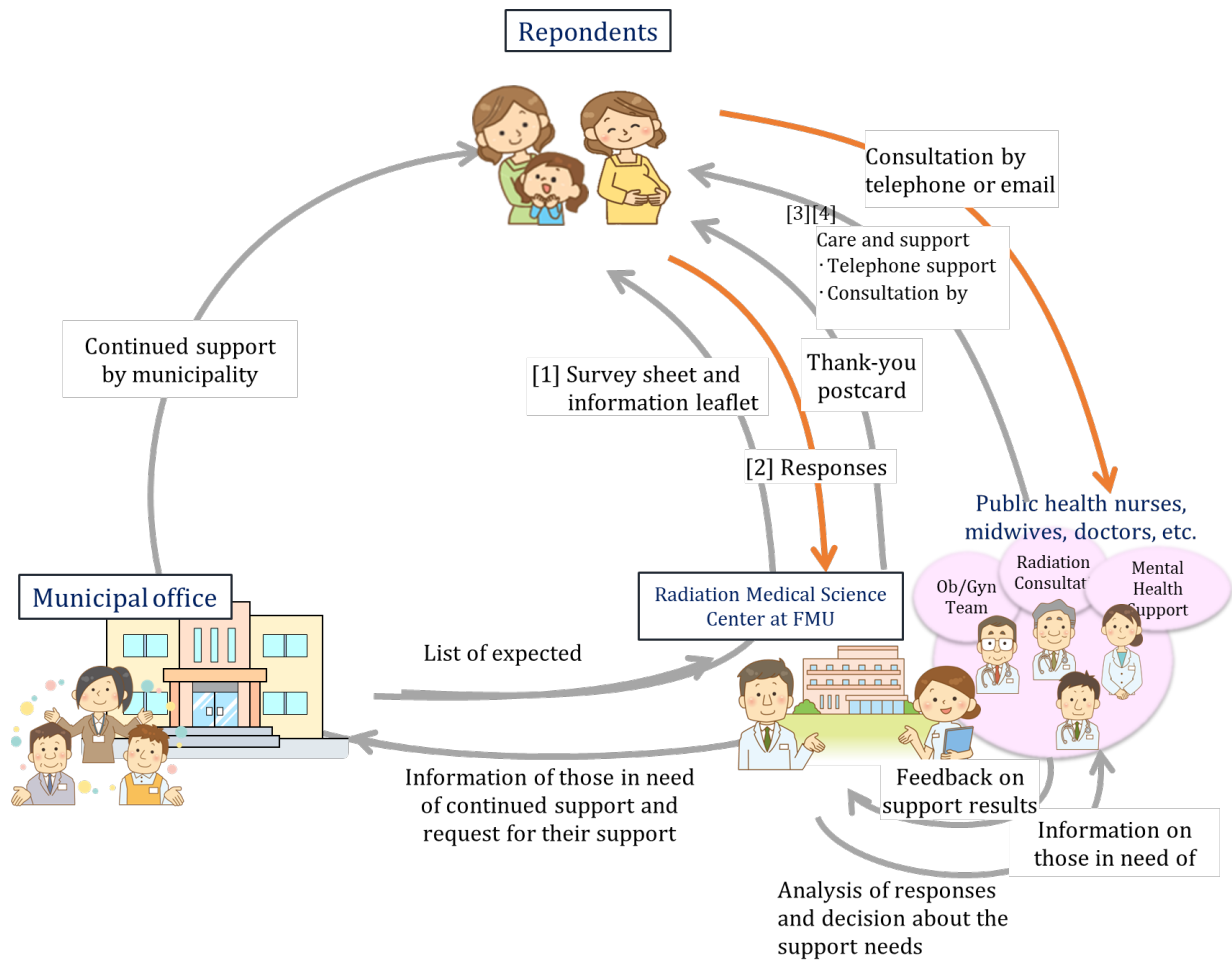 Repondents
Consultation by
telephone or email
[3][4]
Care and support
・Telephone support
・Consultation by
Continued support
by municipality
[1] Survey sheet and
information leaflet
Thank-you
postcard
[2] Responses
Public health nurses,
midwives, doctors, etc.
Ob/Gyn
Team
Radiation
Consultat
Mental
Health
Support
Municipal office
Radiation Medical Science
Center at FMU
List of expected
Information of those in need
of continued support and
request for their support
Feedback on
support results
Information on
those in need of
Analysis of responses
and decision about the
support needs